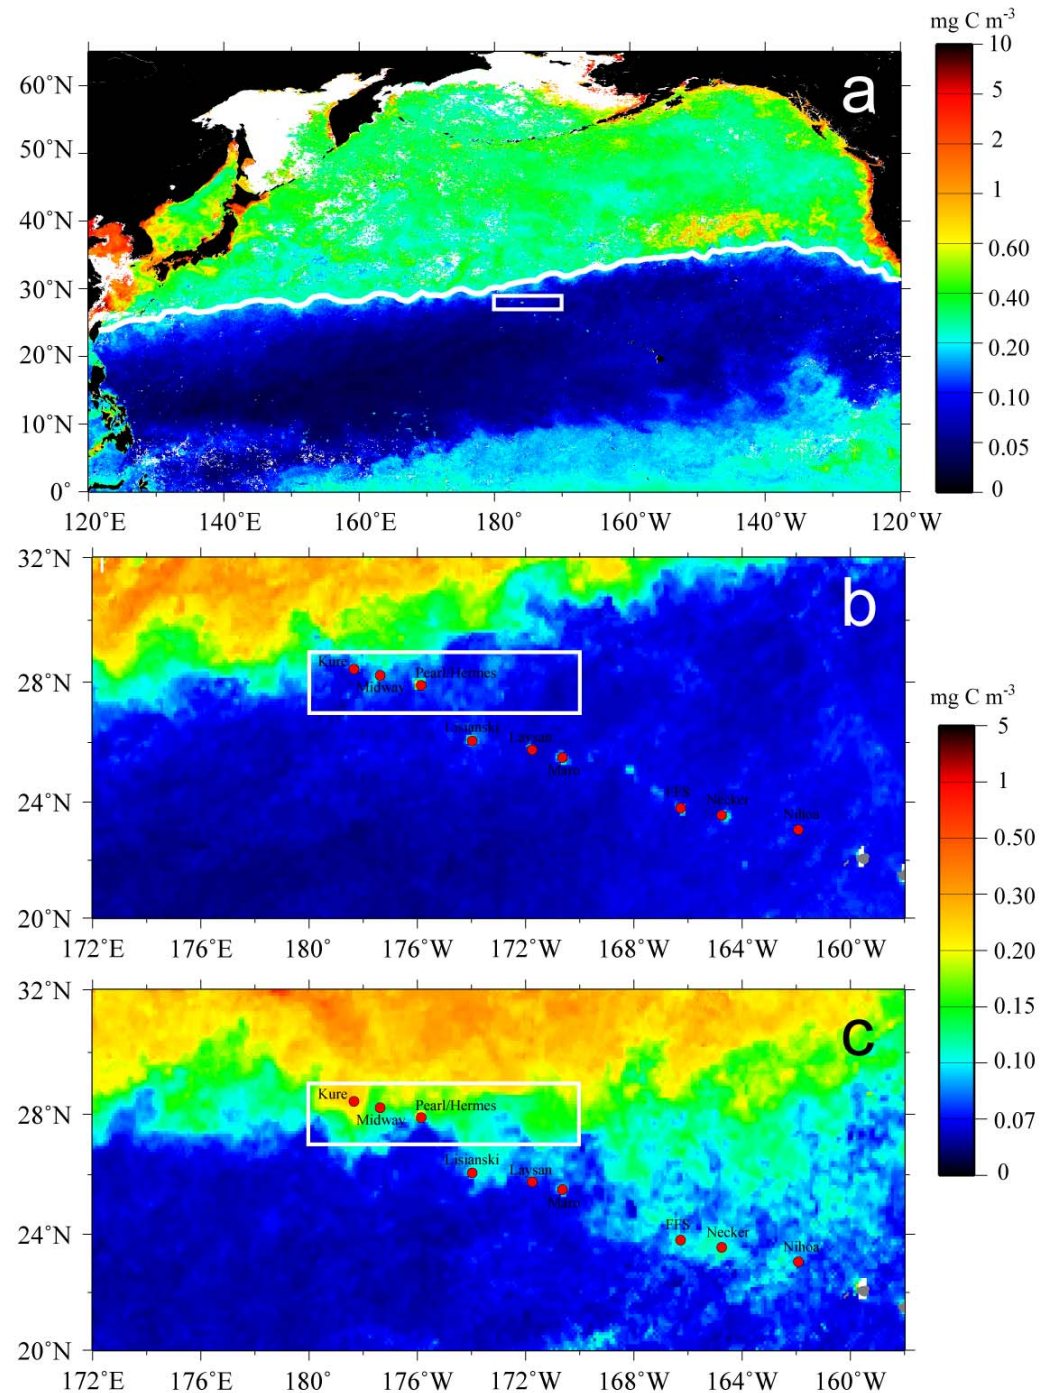 mg C m-3
a
60°N
50°N
40°N
30°N
20°N
10°N
0°
120°E 140°E 160°E 180° 160°W 140°W 120°W
10
5
2
1
0.60
0.40
0.20
0.10
0.05
0
b
32°N
28°N
24°N
20°N
Kure
Midway
Pearl/Hermes
Lisianski
Laysan
Maro
FFS
Necker
Nihoa
172°E 176°E 180° 176°W 172°W 168°W 164°W 160°W
mg C m-3
5
1
0.50
0.30
0.20
0.15
0.10
0.07
0
c
32°N
28°N
24°N
20°N
Kure
Midway
Pearl/Hermes
Lisianski
Laysan
Maro
FFS
Necker
Nihoa
172°E 176°E 180° 176°W 172°W 168°W 164°W 160°W